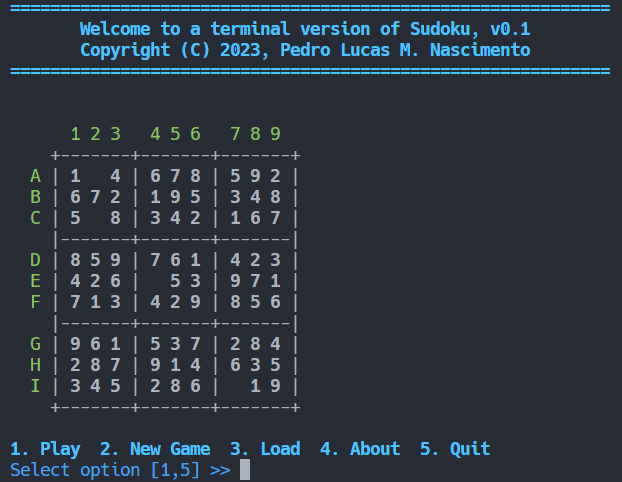 ============================================================
Welcome to a terminal version of Sudoku, v0.1
Copyright (C) 2023, Pedro Lucas M. Nascimento
============================================================
1 2 3   4 5 6   7 8 9
+-------+-------+-------+
A | 1   4 | 6 7 8 | 5 9 2 |
B | 6 7 2 | 1 9 5 | 3 4 8 |
C | 5   8 | 3 4 2 | 1 6 7 |
|-------+-------+-------|
D | 8 5 9 | 7 6 1 | 4 2 3 |
E | 4 2 6 |   5 3 | 9 7 1 |
F | 7 1 3 | 4 2 9 | 8 5 6 |
|-------+-------+-------|
G | 9 6 1 | 5 3 7 | 2 8 4 |
H | 2 8 7 | 9 1 4 | 6 3 5 |
I | 3 4 5 | 2 8 6 |   1 9 |
+-------+-------+-------+
1. Play  2. New Game  3. Load  4. About  5. Quit
Select option [1,5] >>